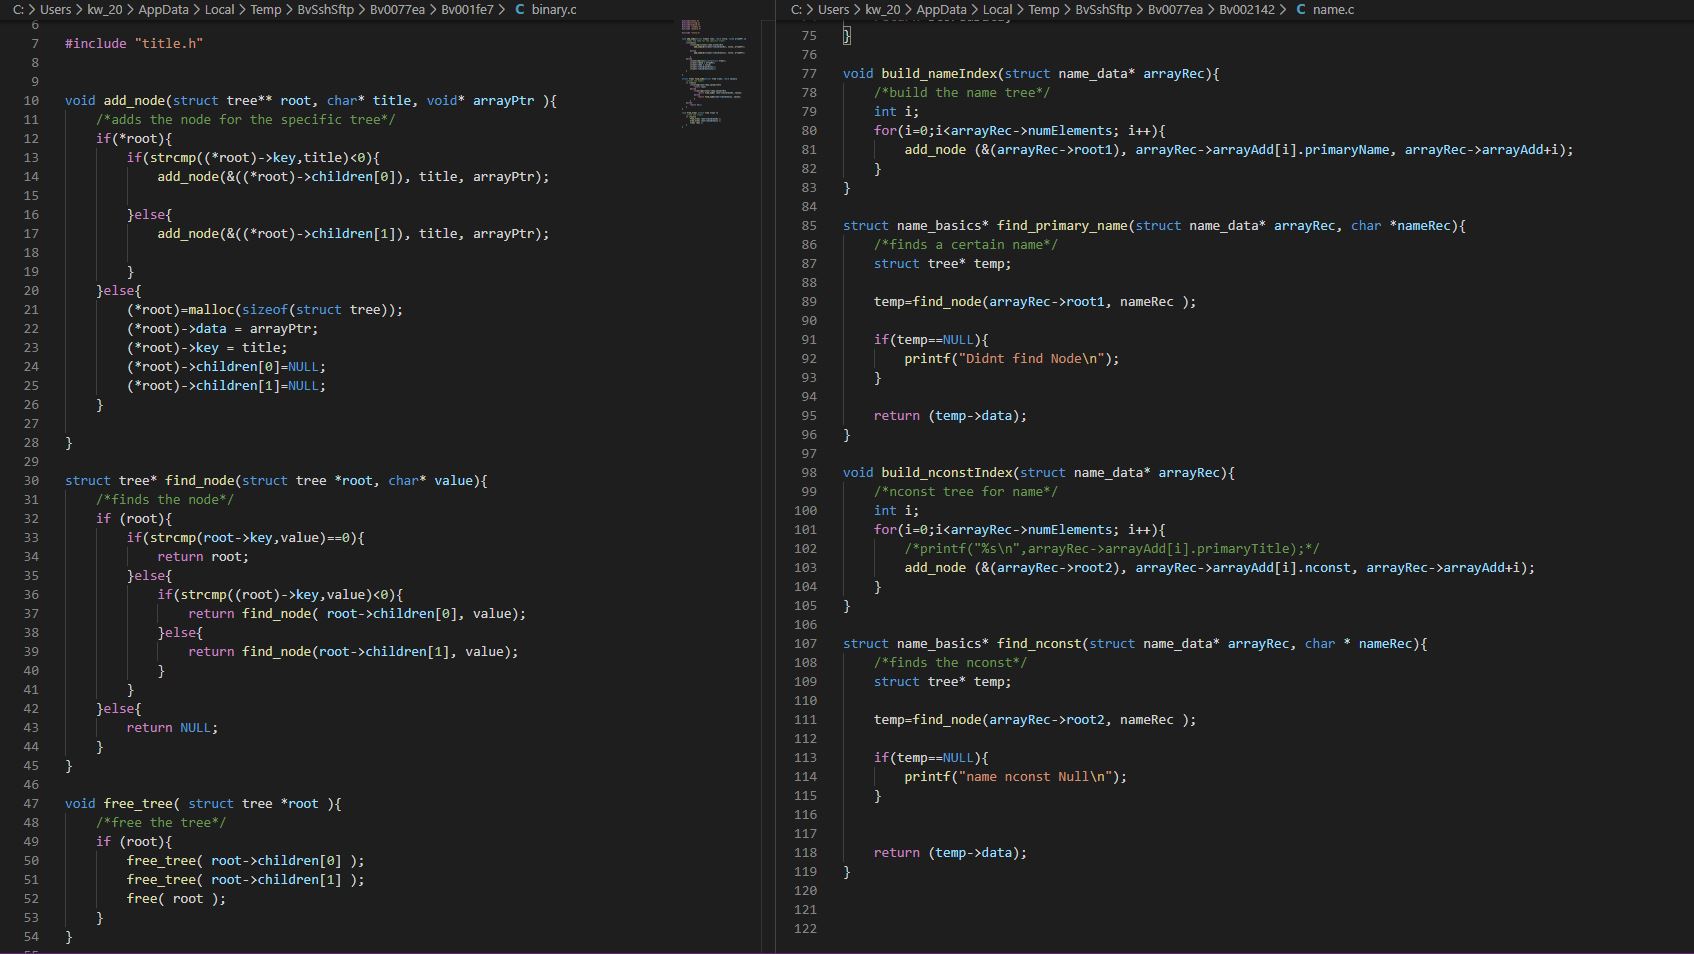 C: > Users > kw_20 > AppData > Local > Temp > BvSshSftp > Bv0077ea > Bv001fe7 > C binary.c
6
7 #include "title.h"
8
9
10 void add_node(struct tree** root, char* title, void* arrayPtr ){
11 /*adds the node for the specific tree*/
12 if(*root){
13 if(strcmp((*root)->key,title)<0){
14 add_node(&((*root)->children[0]), title, arrayPtr);
15
16 }else{
17 add_node(&((*root)->children[1]), title, arrayPtr);
18
19 }
20 }else{
21 (*root)=malloc(sizeof(struct tree));
22 (*root)->data = arrayPtr;
23 (*root)->key = title;
24 (*root)->children[0]=NULL;
25 (*root)->children[1]=NULL;
26 }
27
28 }
29
30 struct tree* find_node(struct tree *root, char* value){
31 /*finds the node*/
32 if (root){
33 if(strcmp(root->key,value)==0){
34 return root;
35 }else{
36 if(strcmp((root)->key,value)<0){
37 return find_node( root->children[0], value);
38 }else{
39 return find_node(root->children[1], value);
40 }
41 }
42 }else{
43 return NULL;
44 }
45 }
46
47 void free_tree( struct tree *root ){
48 /*free the tree*/
49 if (root){
50 free_tree( root->children[0] );
51 free_tree( root->children[1] );
52 free( root );
53 }
54 }
C: > Users > kw_20 > AppData > Local > Temp > BvSshSftp > Bv0077ea > Bv002142 > C name.c
75 }
76
77 void build_nameIndex(struct name_data* arrayRec){
78 /*build the name tree*/
79 int i;
80 for(i=0;i<arrayRec->numElements; i++){
81 add_node (&(arrayRec->root1), arrayRec->arrayAdd[i].primaryName, arrayRec->arrayAdd+i);
82 }
83 }
84
85 struct name_basics* find_primary_name(struct name_data* arrayRec, char *nameRec){
86 /*finds a certain name*/
87 struct tree* temp;
88
89 temp=find_node(arrayRec->root1, nameRec );
90
91 if(temp==NULL){
92 printf("Didnt find Node\n");
93 }
94
95 return (temp->data);
96 }
97
98 void build_nconstIndex(struct name_data* arrayRec){
99 /*nconst tree for name*/
100 int i;
101 for(i=0;i<arrayRec->numElements; i++){
102 /*printf("%s\n",arrayRec->arrayAdd[i].primaryTitle);*/
103 add_node (&(arrayRec->root2), arrayRec->arrayAdd[i].nconst, arrayRec->arrayAdd+i);
104 }
105 }
106
107 struct name_basics* find_nconst(struct name_data* arrayRec, char * nameRec){
108 /*finds the nconst*/
109 struct tree* temp;
110
111 temp=find_node(arrayRec->root2, nameRec );
112
113 if(temp==NULL){
114 printf("name nconst Null\n");
115 }
116
117
118 return (temp->data);
119 }
120
121
122